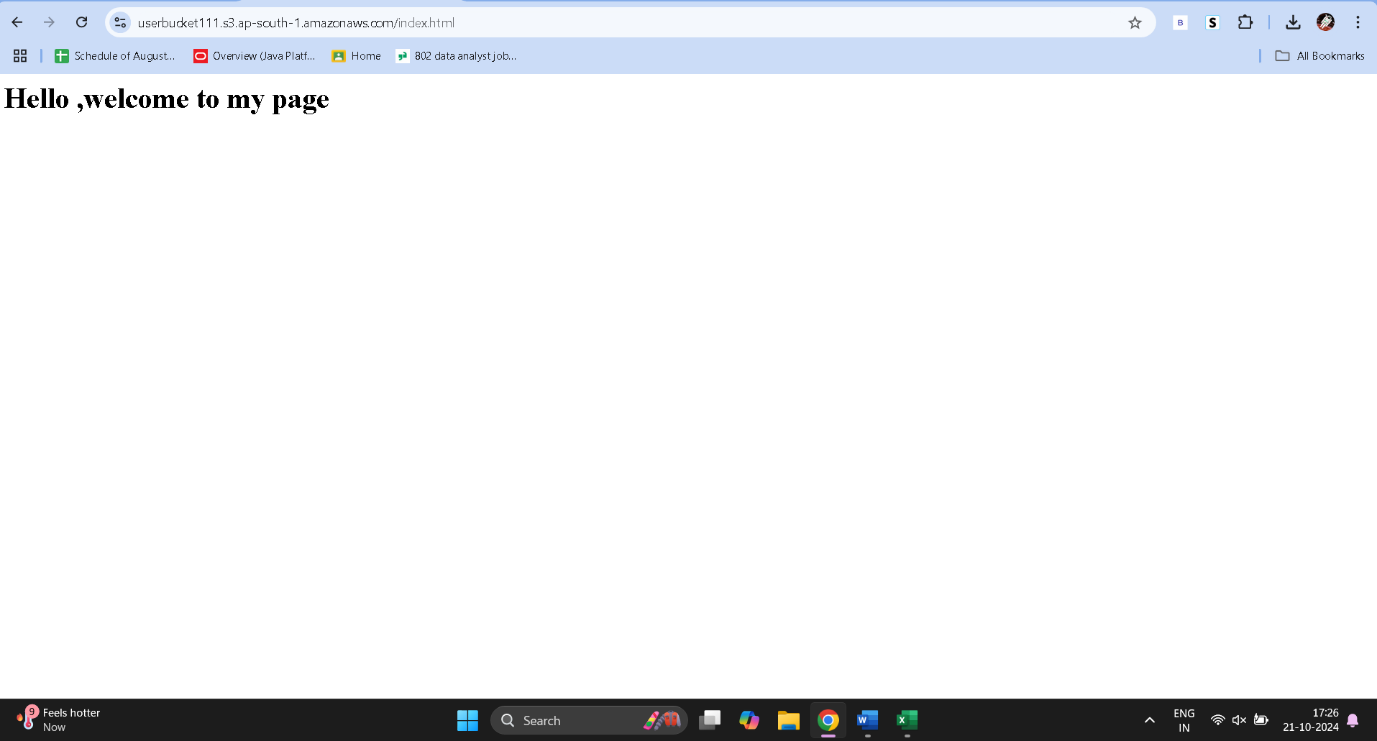 userbucket111.s3.ap-south-1.amazonaws.com/index.html
B
S
Schedule of August...
Overview (Java Platf...
Home
802 data analyst job...
All Bookmarks
Hello ,welcome to my page
9
Feels hotter
Now
Search
ENG
IN
17:26
21-10-2024